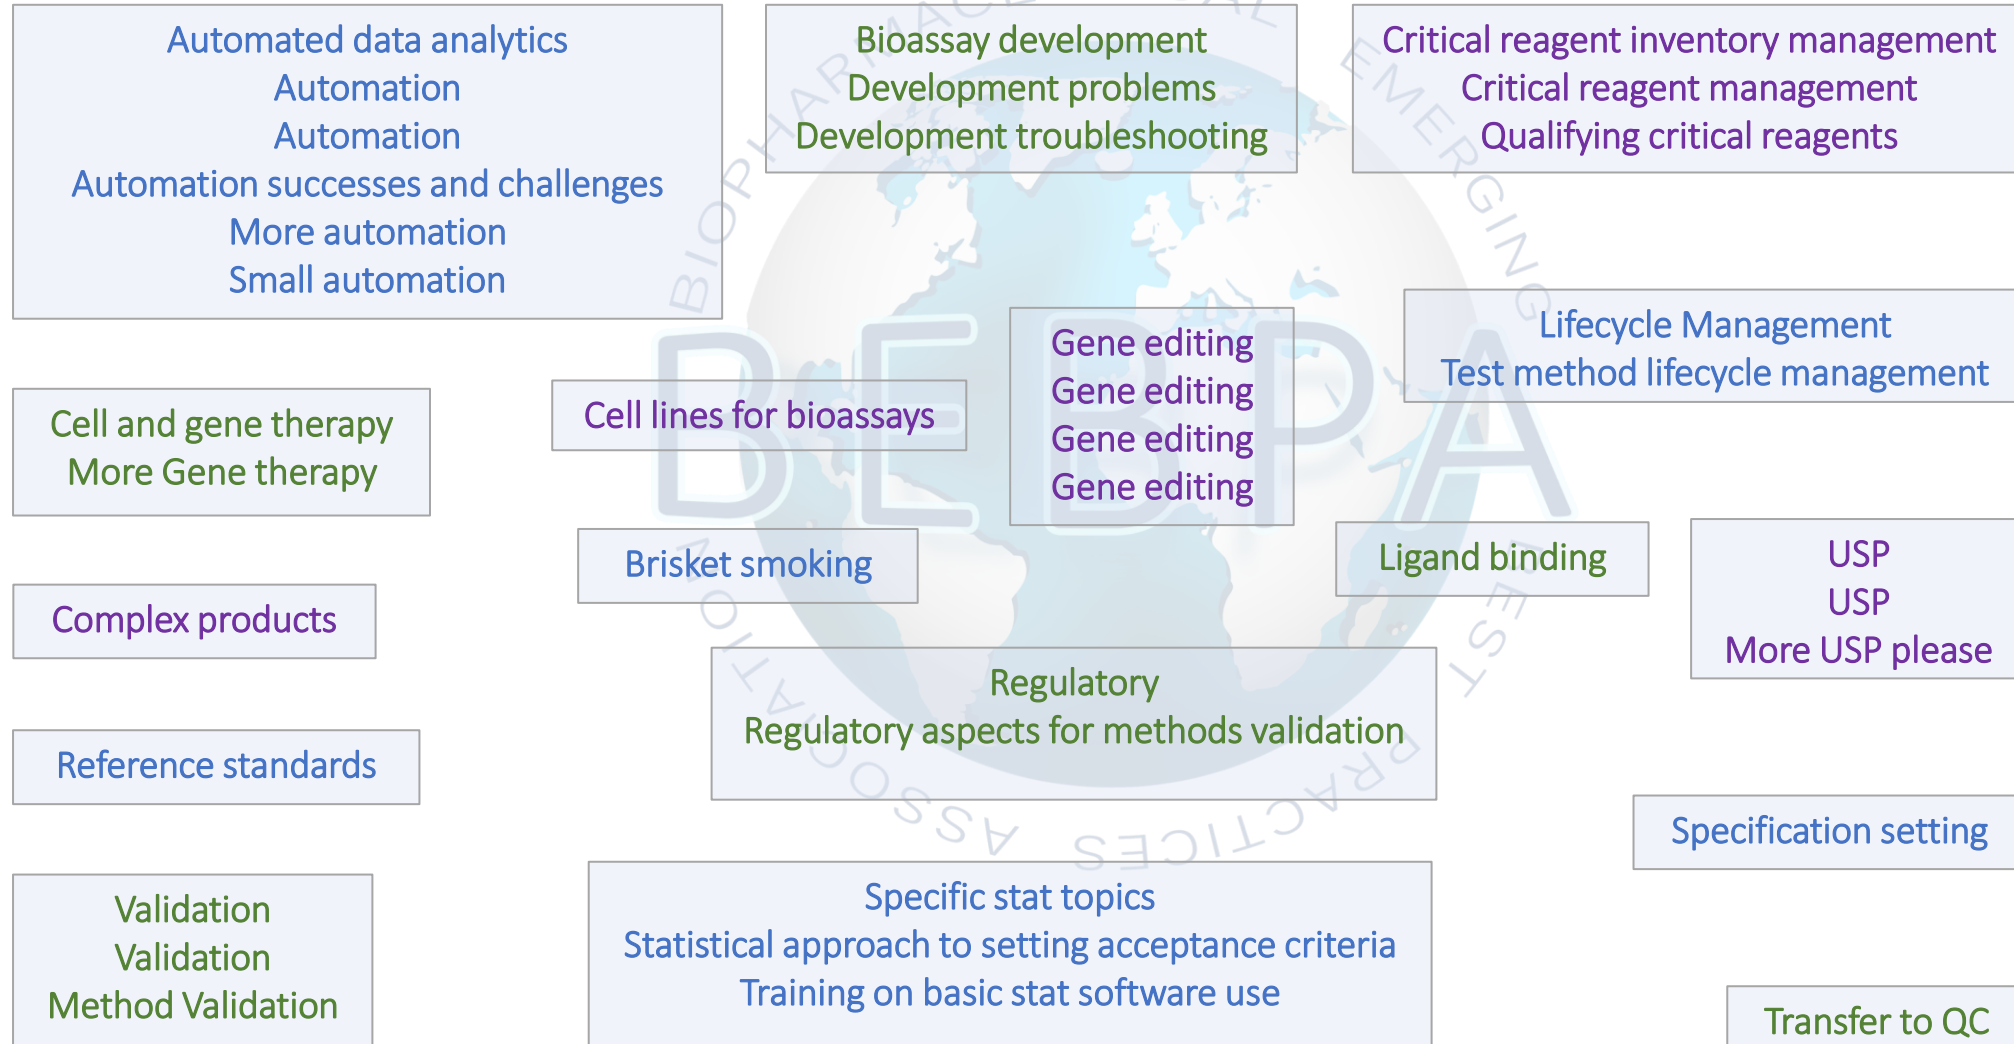 Automated data analytics
Automation
Automation
Automation successes and challenges
More automation
Small automation
Bioassay development
Development problems
Development troubleshooting
Critical reagent inventory management
Critical reagent management
Qualifying critical reagents
Lifecycle Management
Test method lifecycle management
Gene editing
Gene editing
Gene editing
Gene editing
Cell lines for bioassays
Cell and gene therapy
More Gene therapy
Brisket smoking
Ligand binding
USP
USP
More USP please
Complex products
Regulatory
Regulatory aspects for methods validation
Reference standards
Specification setting
Validation
Validation
Method Validation
Specific stat topics
Statistical approach to setting acceptance criteria
Training on basic stat software use
Transfer to QC
BEBPA
EMERGING
PRACTICES ASSOCIATION